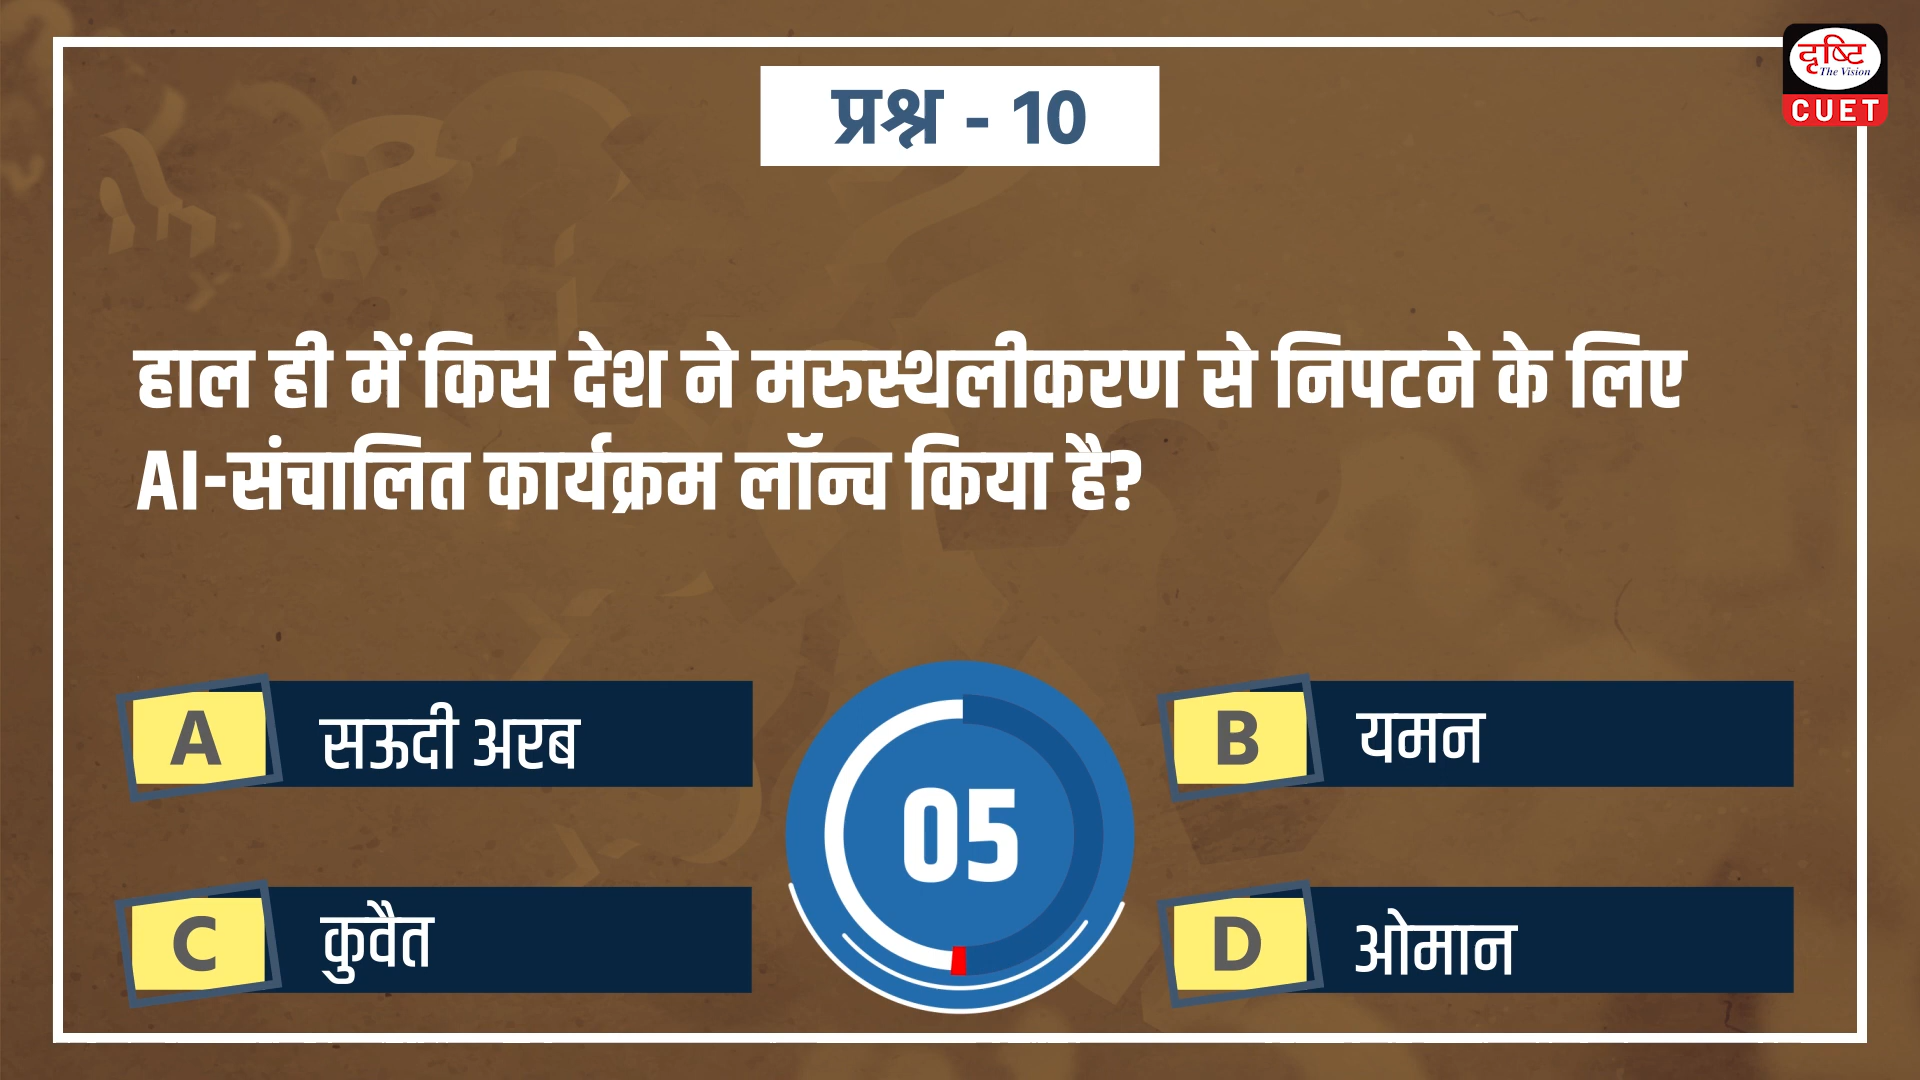 दृष्टि
The Vision
CUET
प्रश्न - 10
हाल ही में किस देश ने मरुस्थलीकरण से निपटने के लिए
AI-संचालित कार्यक्रम लॉन्च किया है?
A सऊदी अरब
B यमन
05
C कुवैत
D ओमान